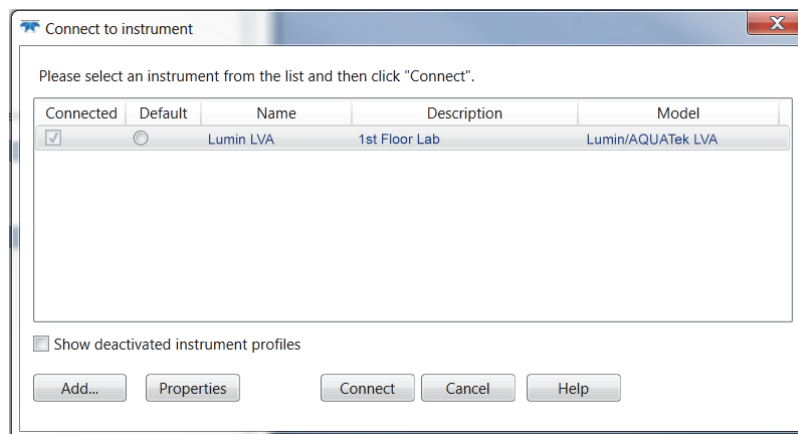 Connect to instrument
Please select an instrument from the list and then click "Connect".
Connected Default Name Description Model
Lumin LVA 1st Floor Lab Lumin/AQUATek LVA
Show deactivated instrument profiles
Add... Properties Connect Cancel Help